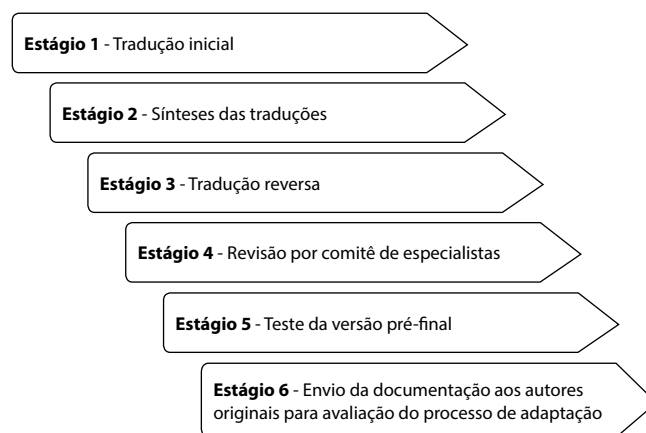 Estágio 1 - Tradução inicial
Estágio 2 - Sínteses das traduções
Estágio 3 - Tradução reversa
Estágio 4 - Revisão por comitê de especialistas
Estágio 5 - Teste da versão pré-final
Estágio 6 - Envio da documentação aos autores
originais para avaliação do processo de adaptação